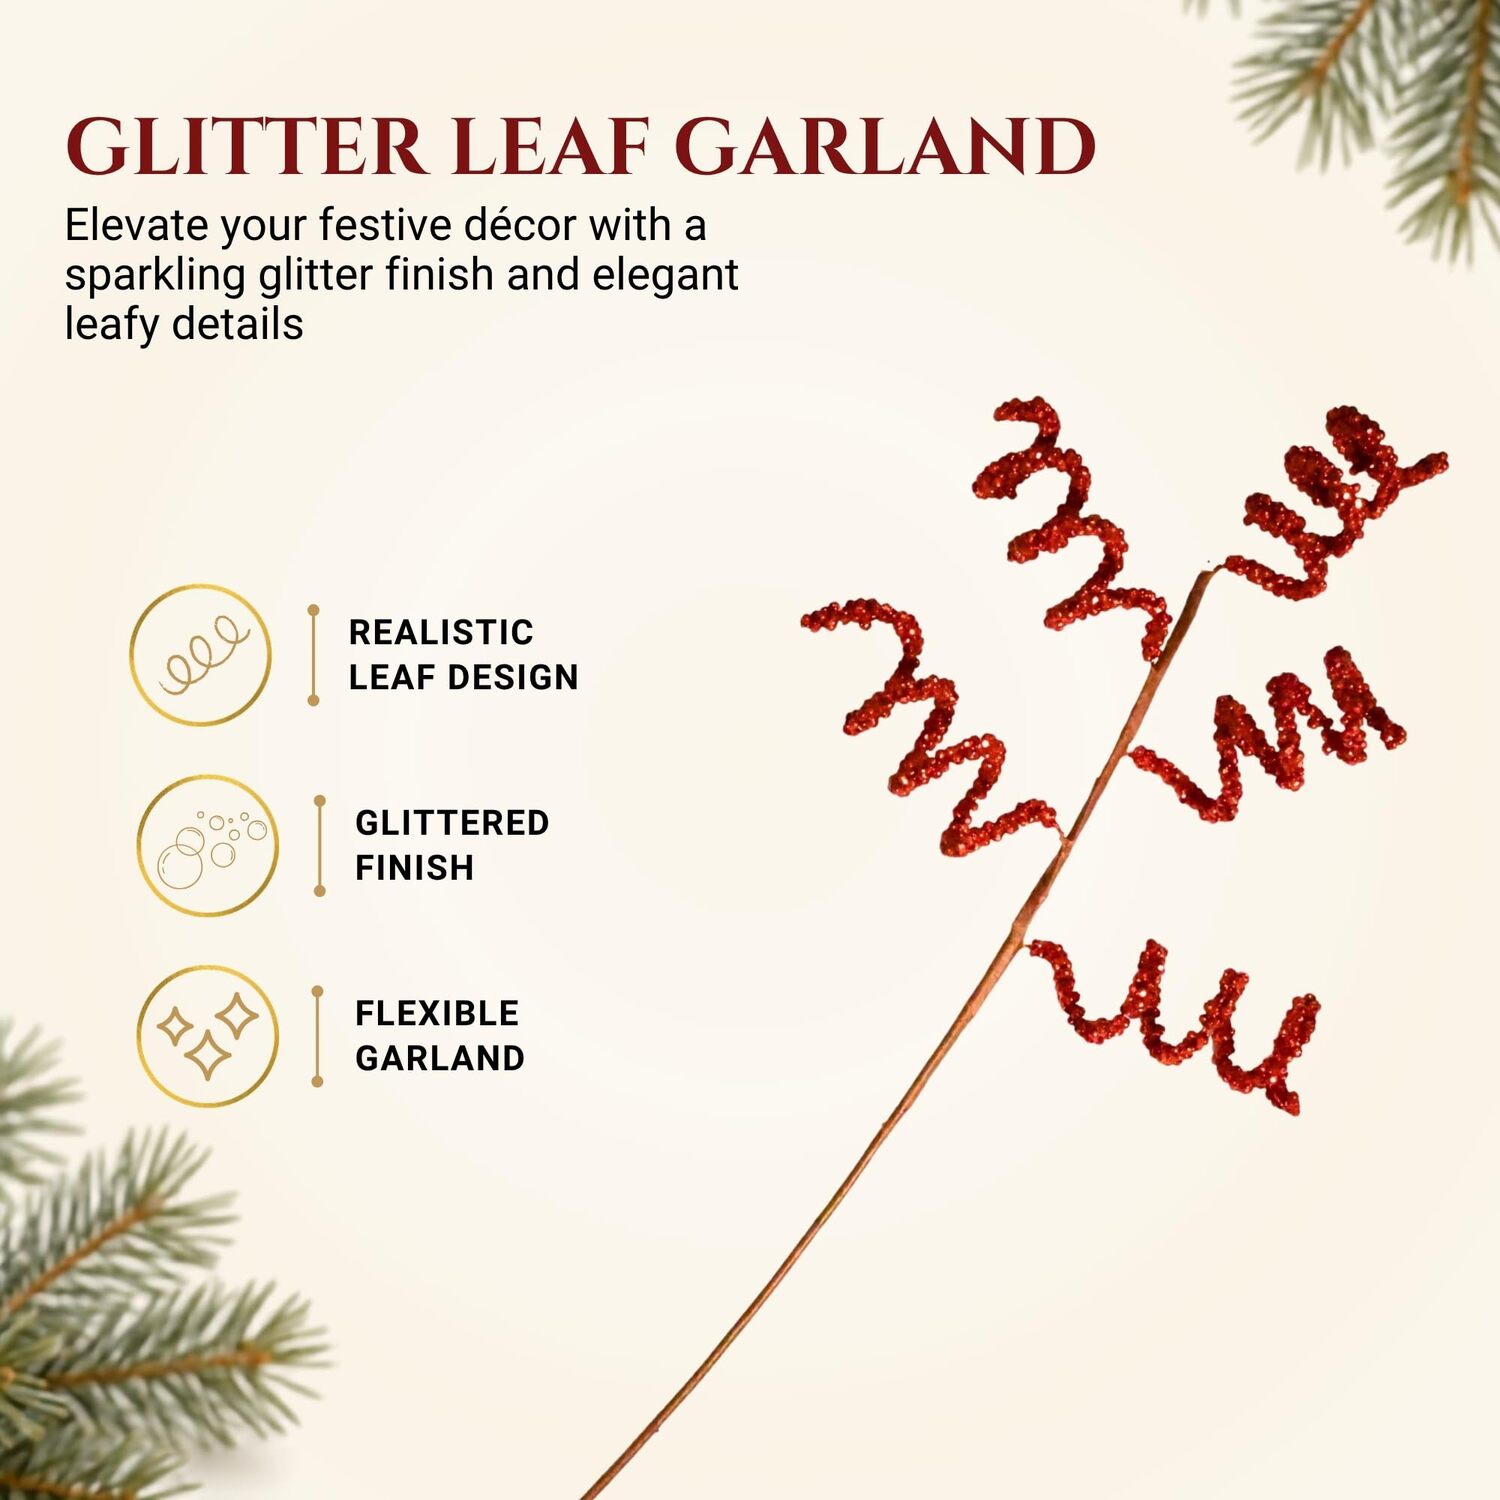 GLITTER LEAF GARLAND
Elevate your festive décor with a
sparkling glitter finish and elegant
leafy details
REALISTIC
LEAF DESIGN
GLITTERED
FINISH
FLEXIBLE
GARLAND